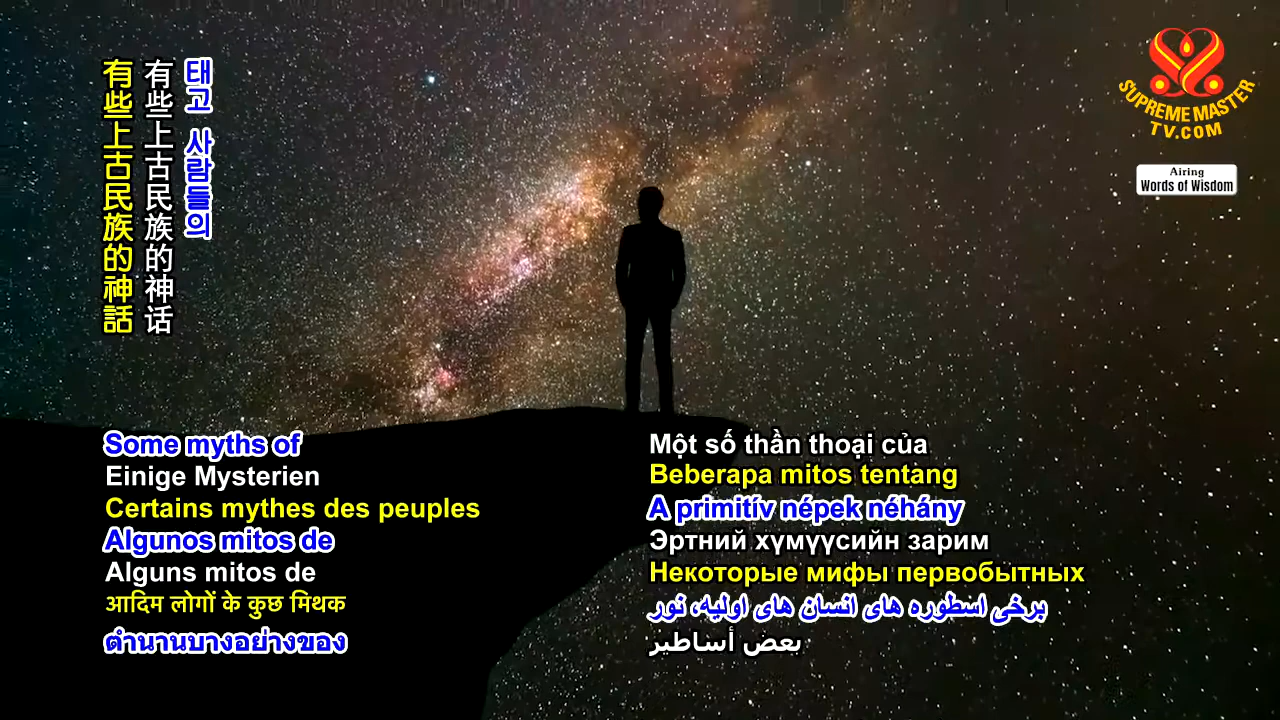 有些上古民族的神話
有些上古民族的神话
태고 사람들의
SUPREME MASTER
TV.COM
Airing
Words of Wisdom
Some myths of
Einige Mysterien
Certains mythes des peuples
Algunos mitos de
Alguns mitos de
आदिम लोगों के कुछ मिथक
ตำนานบางอย่างของ
Một số thần thoại của
Beberapa mitos tentang
A primitív népek néhány
Эртний хүмүүсийн зарим
Некоторые мифы первобытных
برخی اسطوره های انسان های اولیه، نور
بعض أساطير